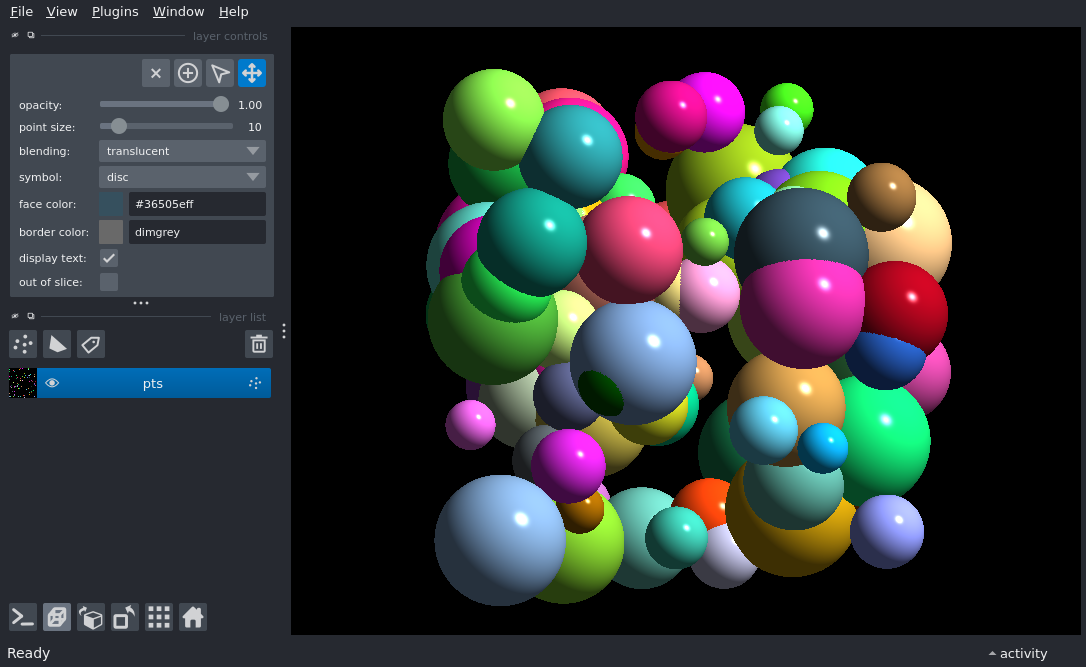 File View Plugins Window Help
layer controls
opacity: 1.00
point size: 10
blending: translucent
symbol: disc
face color: #36505eff
border color: dimgrey
display text:
out of slice:
layer list
pts
Ready
activity